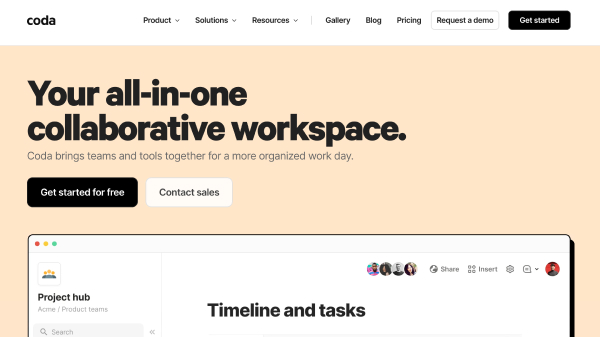 coda
Product Solutions Resources Gallery Blog Pricing Request a demo Get started
Your all-in-one
collaborative workspace.
Coda brings teams and tools together for a more organized work day.
Get started for free Contact sales
Share Insert
Project hub
Acme / Product teams
Timeline and tasks
Search